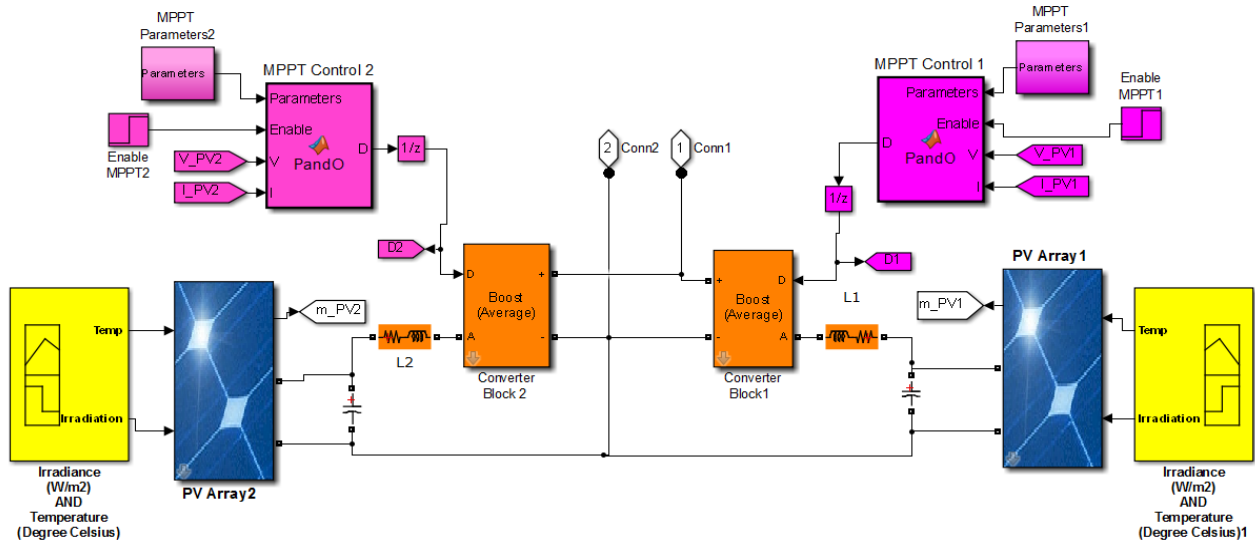 MPPT
Parameters2
Parameters
MPPT Control 2
Parameters
Enable
V
I
D
PandO
Enable
MPPT2
V_PV2
I_PV2
1/z
D2
2
Conn2
1
Conn1
MPPT
Parameters1
Parameters
MPPT Control 1
Parameters
Enable
V
I
D
PandO
Enable
MPPT1
V_PV1
I_PV1
1/z
D1
Temp
Irradiation
Irradiance
(W/m2)
AND
Temperature
(Degree Celsius)
PV Array2
m_PV2
L2
D
A
+
-
Boost
(Average)
Converter
Block 2
+
-
D
A
Boost
(Average)
Converter
Block1
L1
+
+
m_PV1
PV Array1
Temp
Irradiation
Irradiance
(W/m2)
AND
Temperature
(Degree Celsius)1